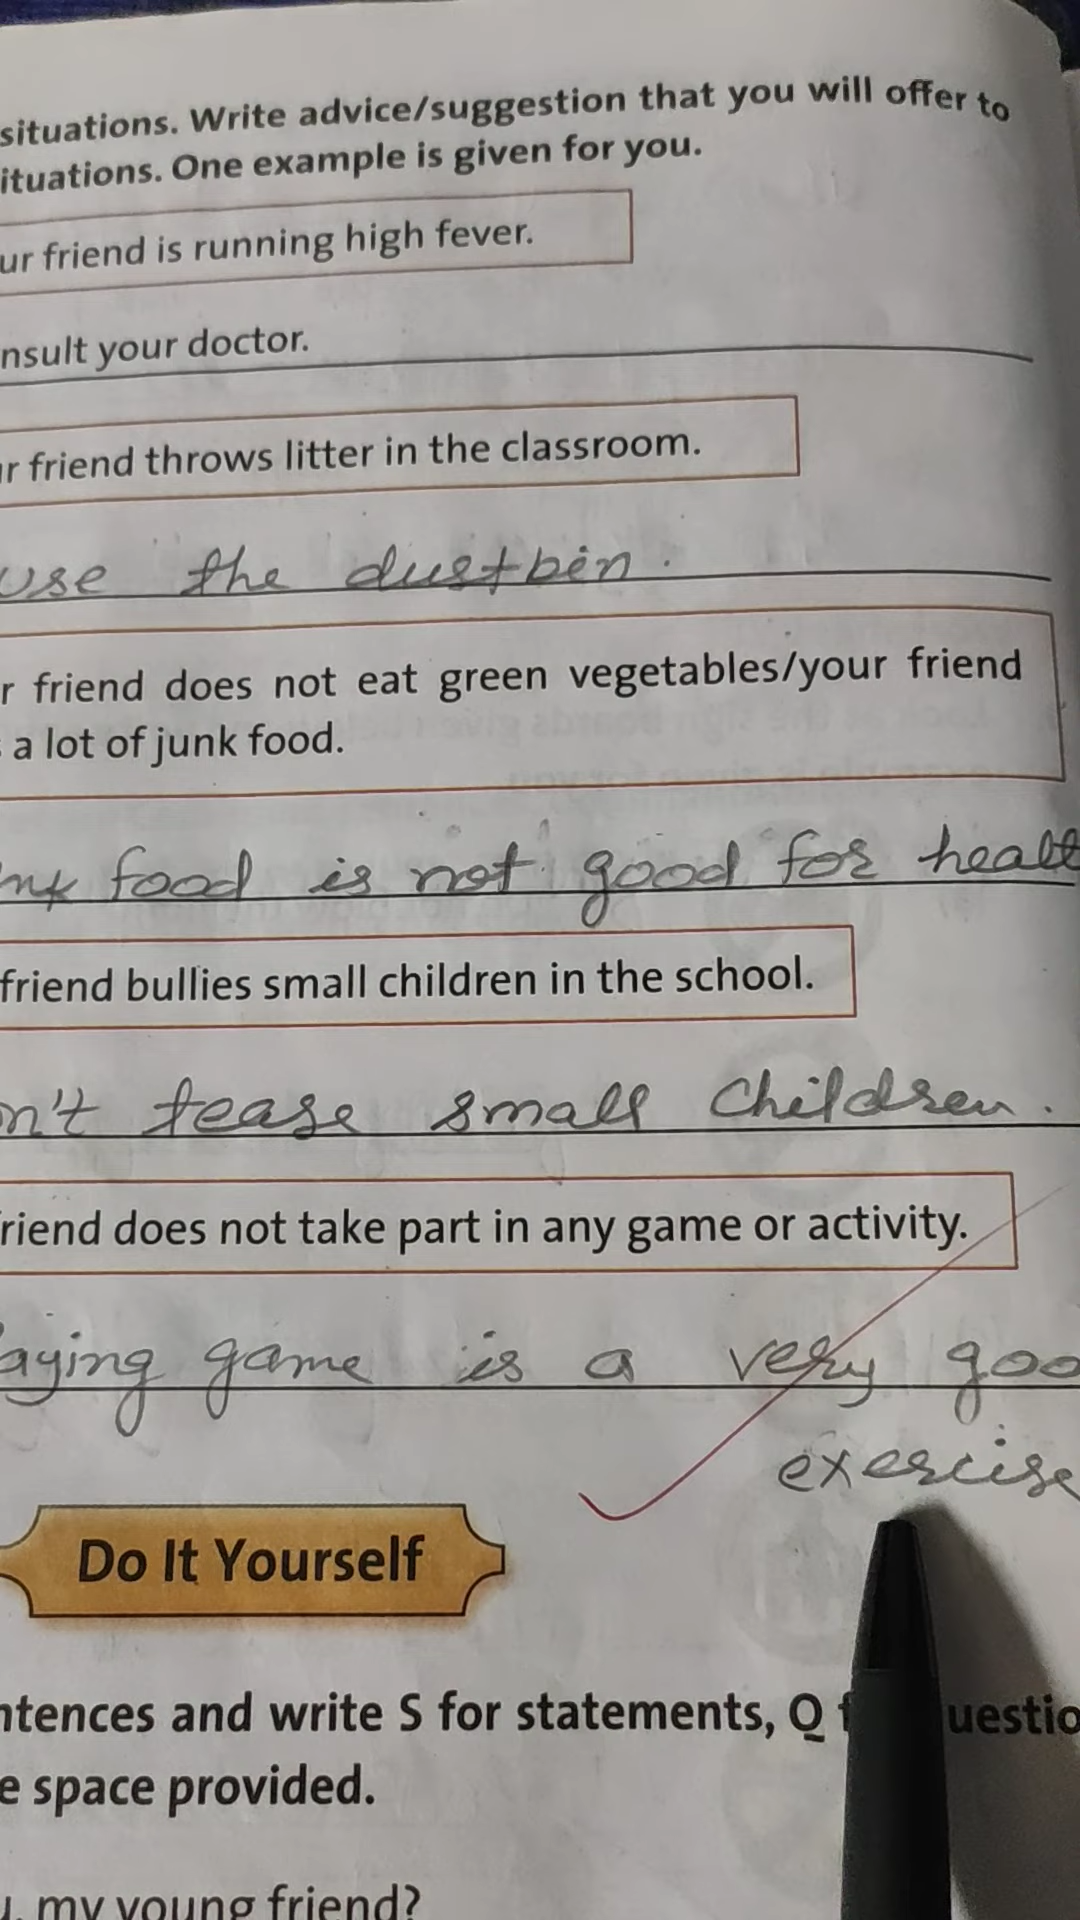 situations. Write advice/suggestion that you will offer to
ituations. One example is given for you.
ur friend is running high fever.
nsult your doctor.
r friend throws litter in the classroom.
use the dustbin.
r friend does not eat green vegetables/your friend
a lot of junk food.
nk food is not good for healt
friend bullies small children in the school.
n't tease small children.
riend does not take part in any game or activity.
aying game is a very goo
exercise
Do It Yourself
ntences and write S for statements, Q f uestio
e space provided.
, my young friend?